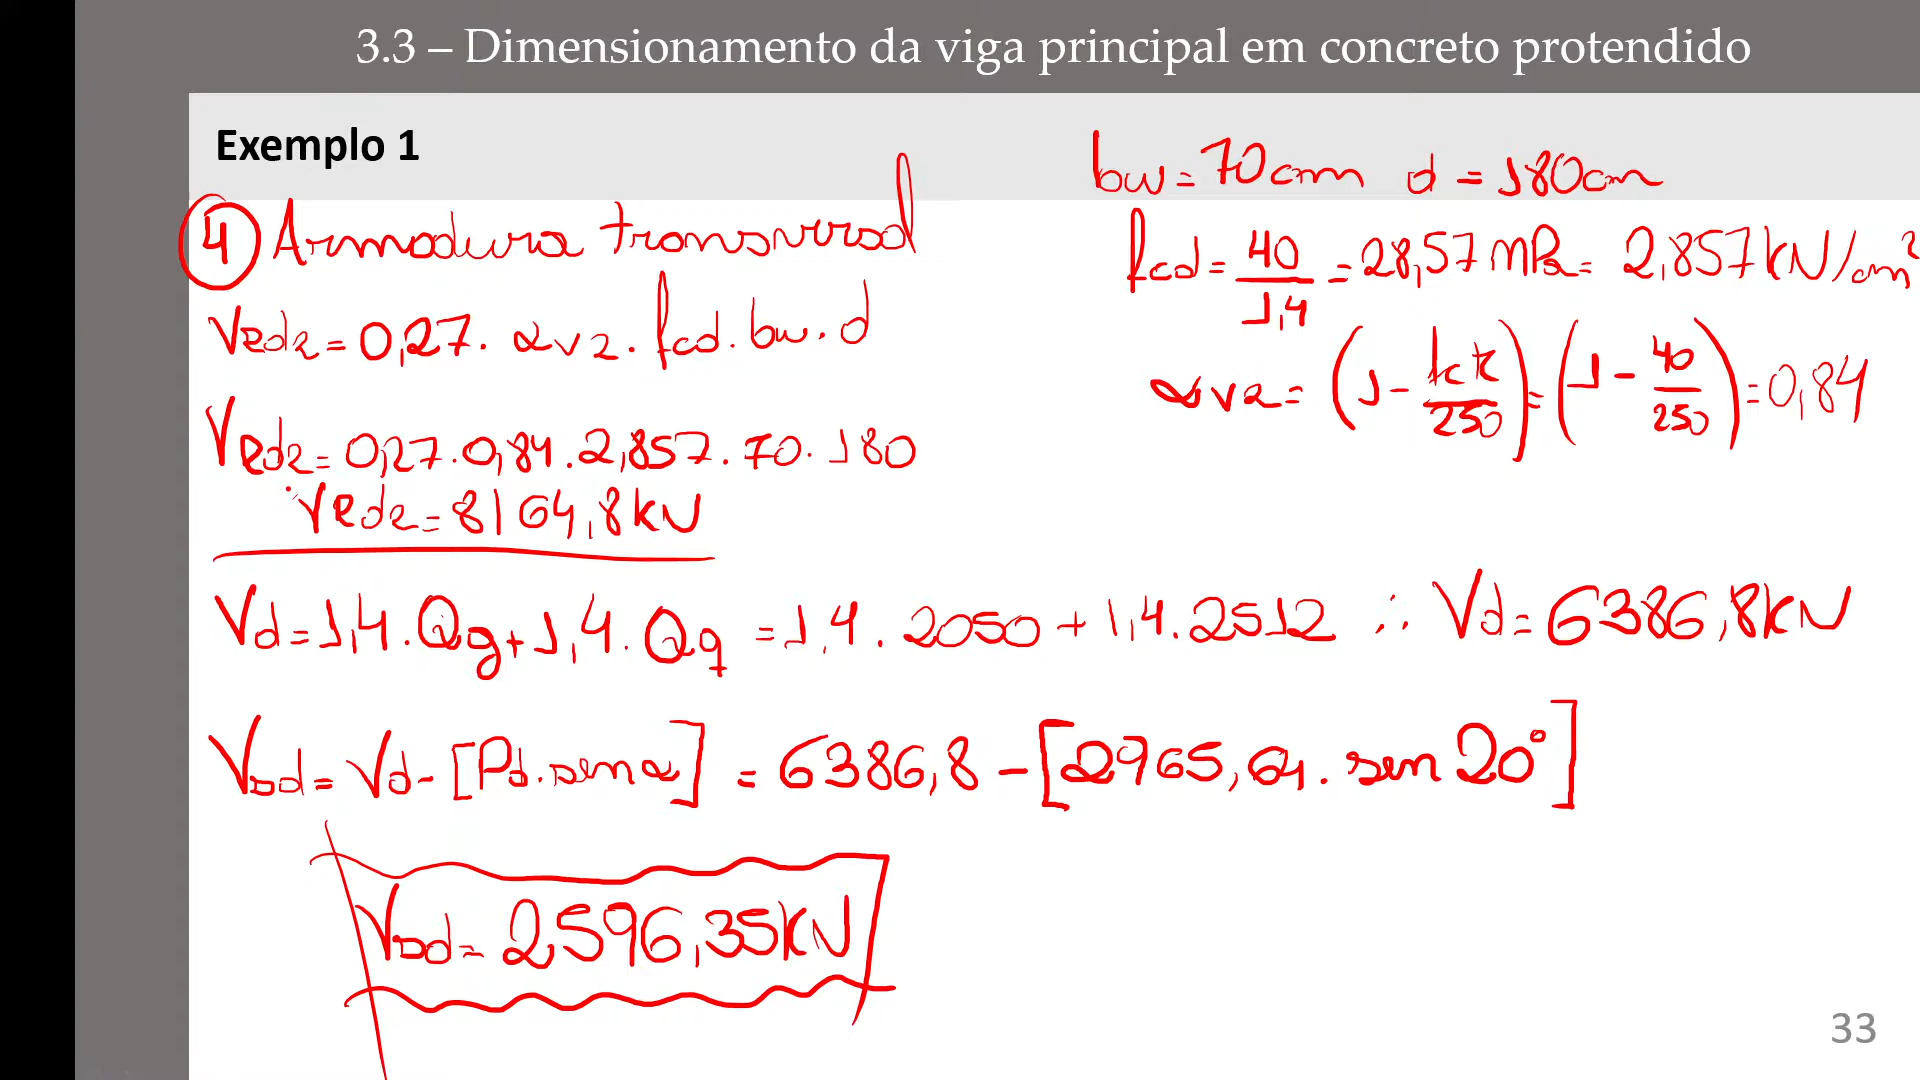 3.3 – Dimensionamento da viga principal em concreto protendido
Exemplo 1
bw = 70cm d = 180cm
4 Armadura transversal
fcd = 40/1,4 = 28,57 MPa = 2,857 kN/cm²
VRd2 = 0,27 . αv2 . fcd . bw . d
αv2 = (1 - fck/250) = (1 - 40/250) = 0,84
VRd2 = 0,27 . 0,84 . 2,857 . 70 . 180
VRd2 = 8164,8 kN
Vd = 1,4 . Qg + 1,4 . Qq = 1,4 . 2050 + 1,4 . 2512 ∴ Vd = 6386,8 kN
VSd = Vd - [Pd . sen α] = 6386,8 - [2965,61 . sen 20°]
VSd = 2596,35 kN
33